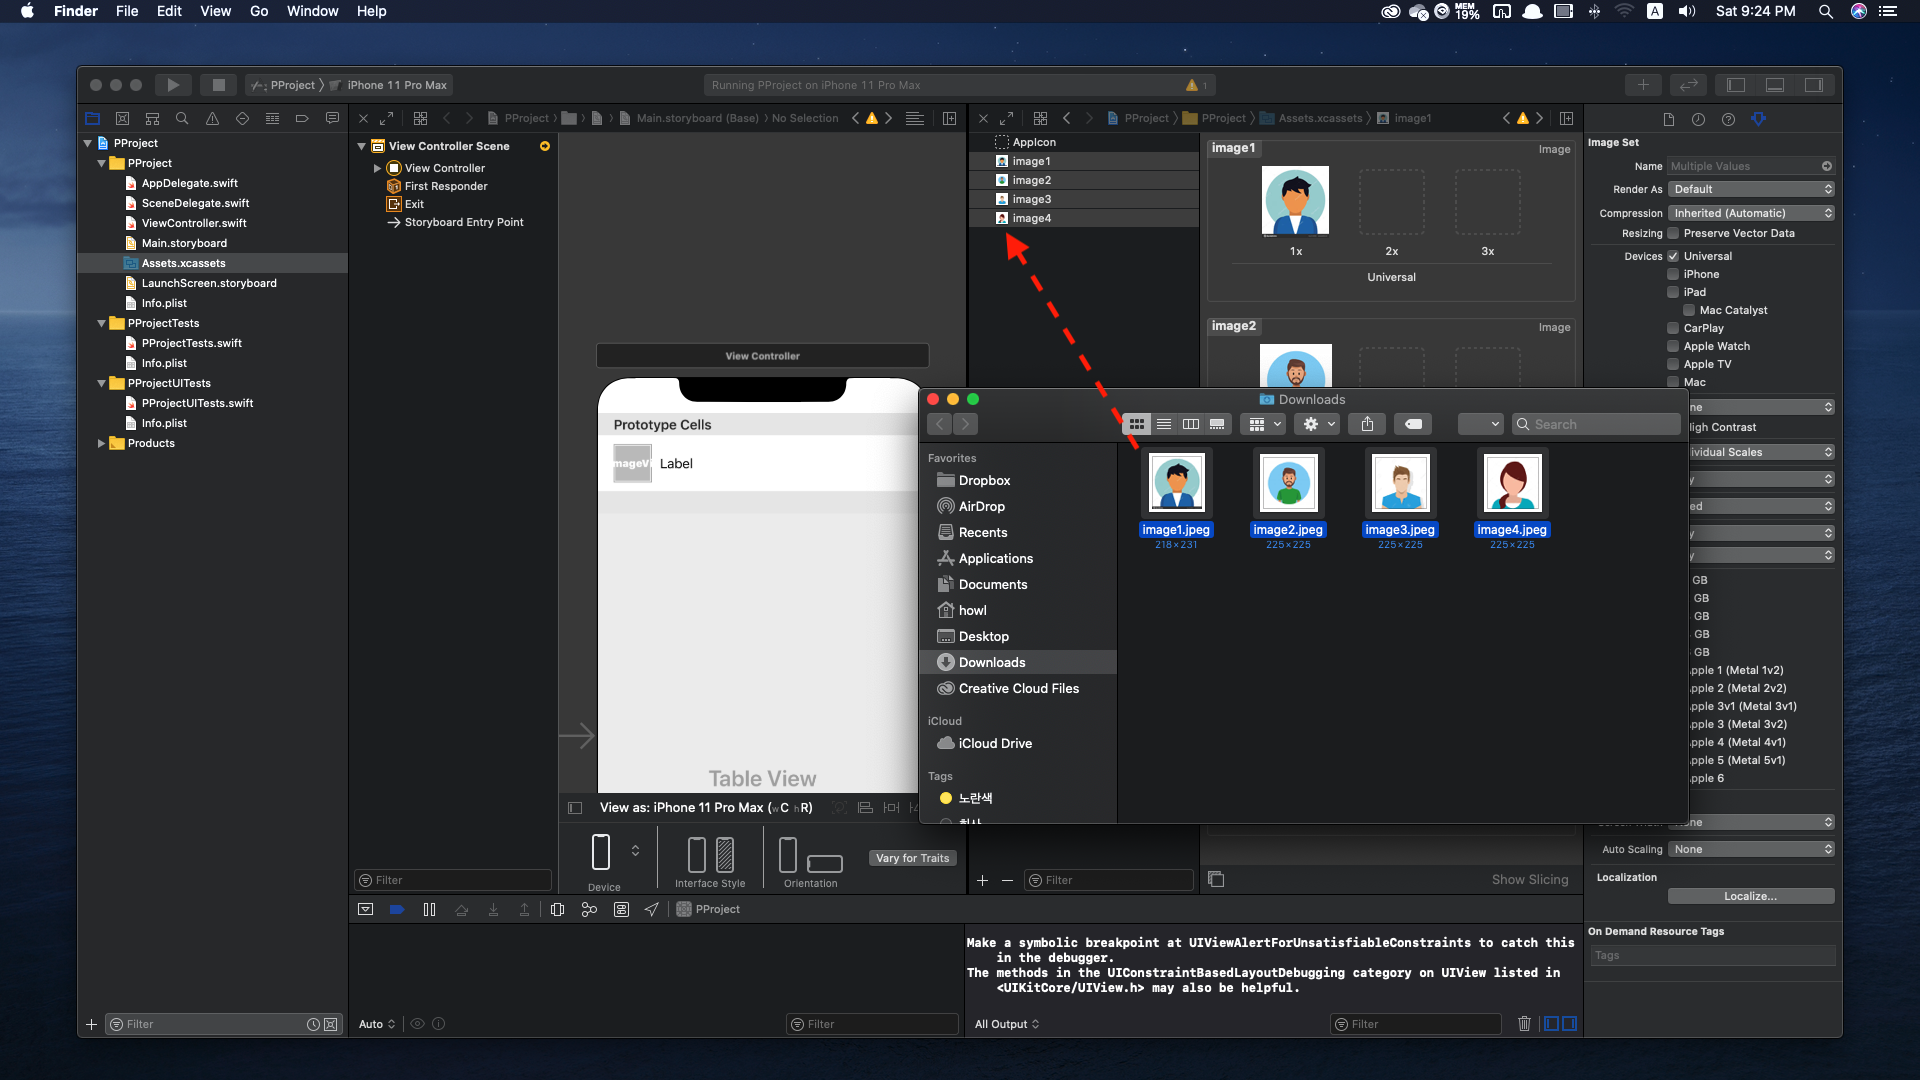 Finder File Edit View Go Window Help
MEM 19% A Sat 9:24 PM
PProject iPhone 11 Pro Max
Running PProject on iPhone 11 Pro Max
1
PProject
PProject
AppDelegate.swift
SceneDelegate.swift
ViewController.swift
Main.storyboard
Assets.xcassets
LaunchScreen.storyboard
Info.plist
PProjectTests
PProjectTests.swift
Info.plist
PProjectUITests
PProjectUITests.swift
Info.plist
Products
Filter
PProject Main.storyboard (Base) No Selection
View Controller Scene
View Controller
First Responder
Exit
Storyboard Entry Point
Filter
View Controller
Prototype Cells
mageVi Label
Table View
View as: iPhone 11 Pro Max (wC hR)
Device
Interface Style
Orientation
Vary for Traits
PProject PProject Assets.xcassets image1
AppIcon
image1
image2
image3
image4
Filter
image1 Image
1x 2x 3x
Universal
image2 Image
Show Slicing
Downloads
Search
Favorites
Dropbox
AirDrop
Recents
Applications
Documents
howl
Desktop
Downloads
Creative Cloud Files
iCloud
iCloud Drive
Tags
노란색
image1.jpeg image2.jpeg image3.jpeg image4.jpeg
218×231 225×225 225×225 225×225
Image Set
Name Multiple Values
Render As Default
Compression Inherited (Automatic)
Resizing Preserve Vector Data
Devices Universal
iPhone
iPad
Mac Catalyst
CarPlay
Apple Watch
Apple TV
Mac
ne
igh Contrast
ividual Scales
y
ed
y
y
GB
GB
GB
GB
GB
pple 1 (Metal 1v2)
pple 2 (Metal 2v2)
pple 3v1 (Metal 3v1)
pple 3 (Metal 3v2)
pple 4 (Metal 4v1)
pple 5 (Metal 5v1)
pple 6
Auto Scaling None
Localization
Localize...
On Demand Resource Tags
Tags
PProject
Make a symbolic breakpoint at UIViewAlertForUnsatisfiableConstraints to catch this
in the debugger.
The methods in the UIConstraintBasedLayoutDebugging category on UIView listed in
<UIKitCore/UIView.h> may also be helpful.
Auto Filter
All Output Filter